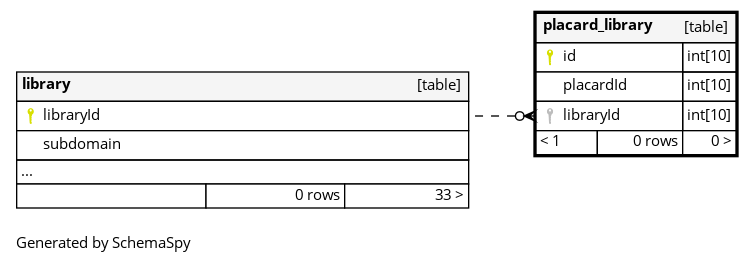 placard_library [table]
id int[10]
placardId int[10]
libraryId int[10]
< 1 0 rows 0 >
library [table]
libraryId
subdomain
...
0 rows 33 >
Generated by SchemaSpy